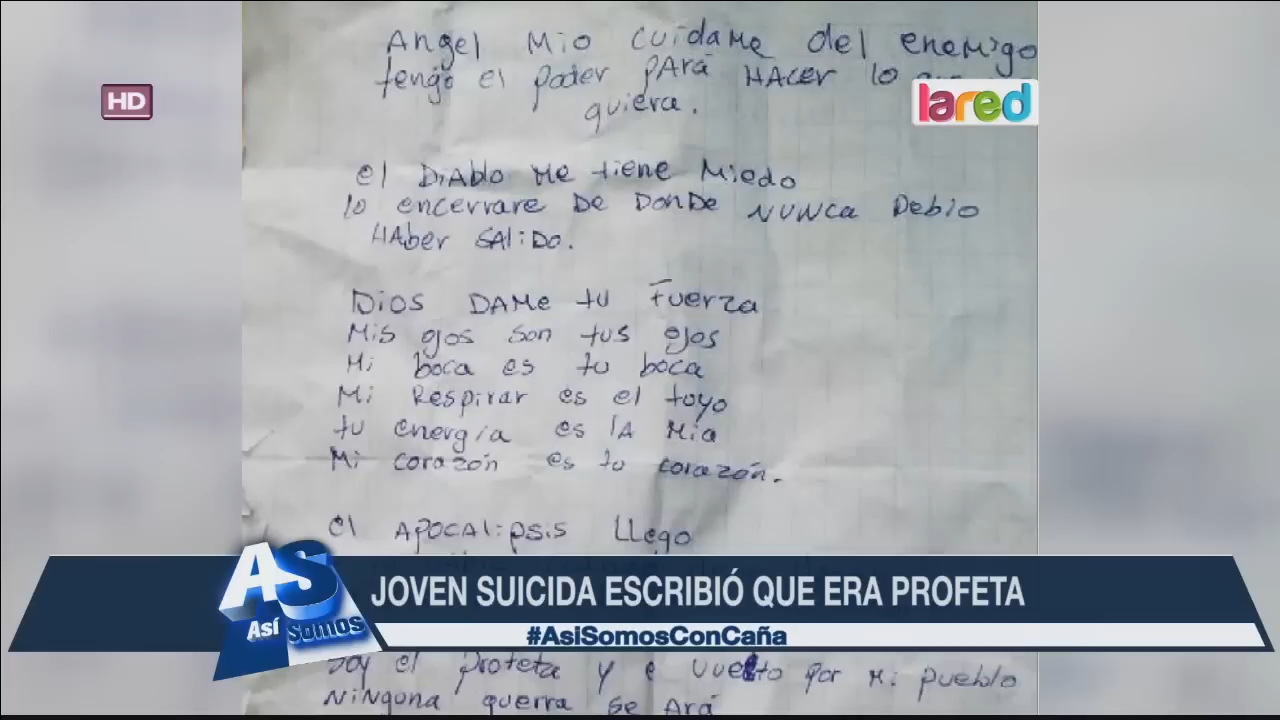 Angel Mio cuidame del enemigo
HD
tengo el poder pARA HAcer lo
lared
quiera.
el DiAblo Me tiene Miedo
lo encerrare De DonDe NUNca Debio
HAber SAliDo.
Dios DAMe tu Fuerza
Mis ojos son tus ojos
Mi boca es tu boca
Mi Respirar es el tuyo
tu energía es lA Mia
Mi corazón es tu corazón.
el APOCAlipsis LLego
AS
Así Somos
JOVEN SUICIDA ESCRIBIÓ QUE ERA PROFETA
#AsiSomosConCaña
Soy el profeta y e vuelto por Mi pueblo
NiNguna guerra se ArÁ